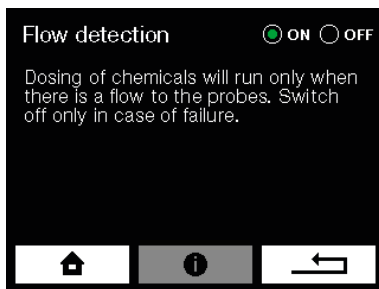 Flow detection ON OFF
Dosing of chemicals will run only when
there is a flow to the probes. Switch
off only in case of failure.